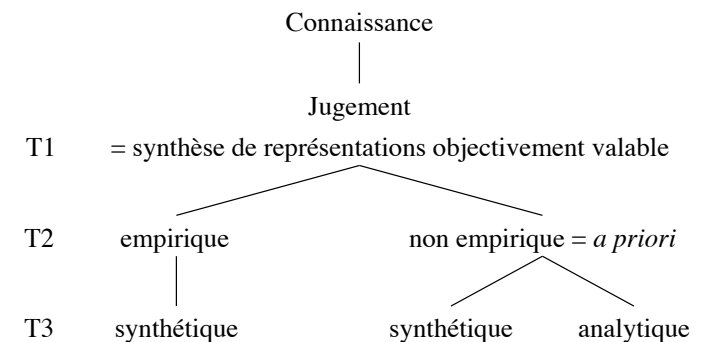 Connaissance
Jugement
T1 = synthèse de représentations objectivement valable
T2 empirique non empirique = a priori
T3 synthétique synthétique analytique